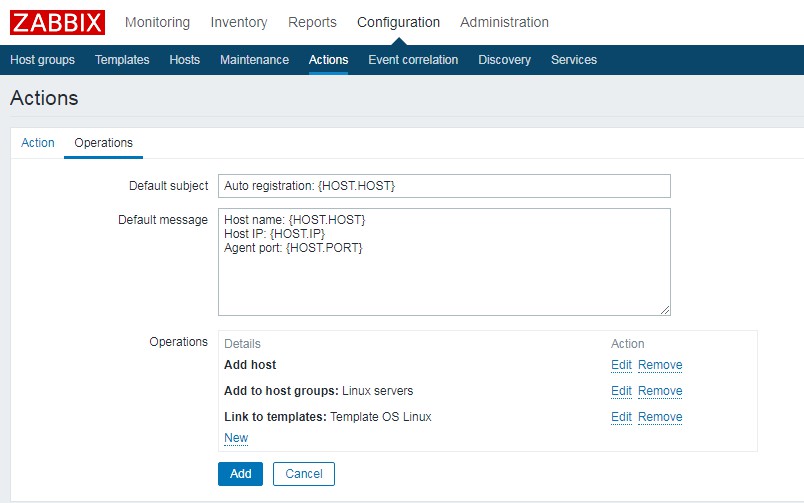 ZABBIX Monitoring Inventory Reports Configuration Administration
Host groups Templates Hosts Maintenance Actions Event correlation Discovery Services
Actions
Action Operations
Default subject Auto registration: {HOST.HOST}
Default message Host name: {HOST.HOST}
Host IP: {HOST.IP}
Agent port: {HOST.PORT}
Operations Details Action
Add host Edit Remove
Add to host groups: Linux servers Edit Remove
Link to templates: Template OS Linux Edit Remove
New
Add Cancel